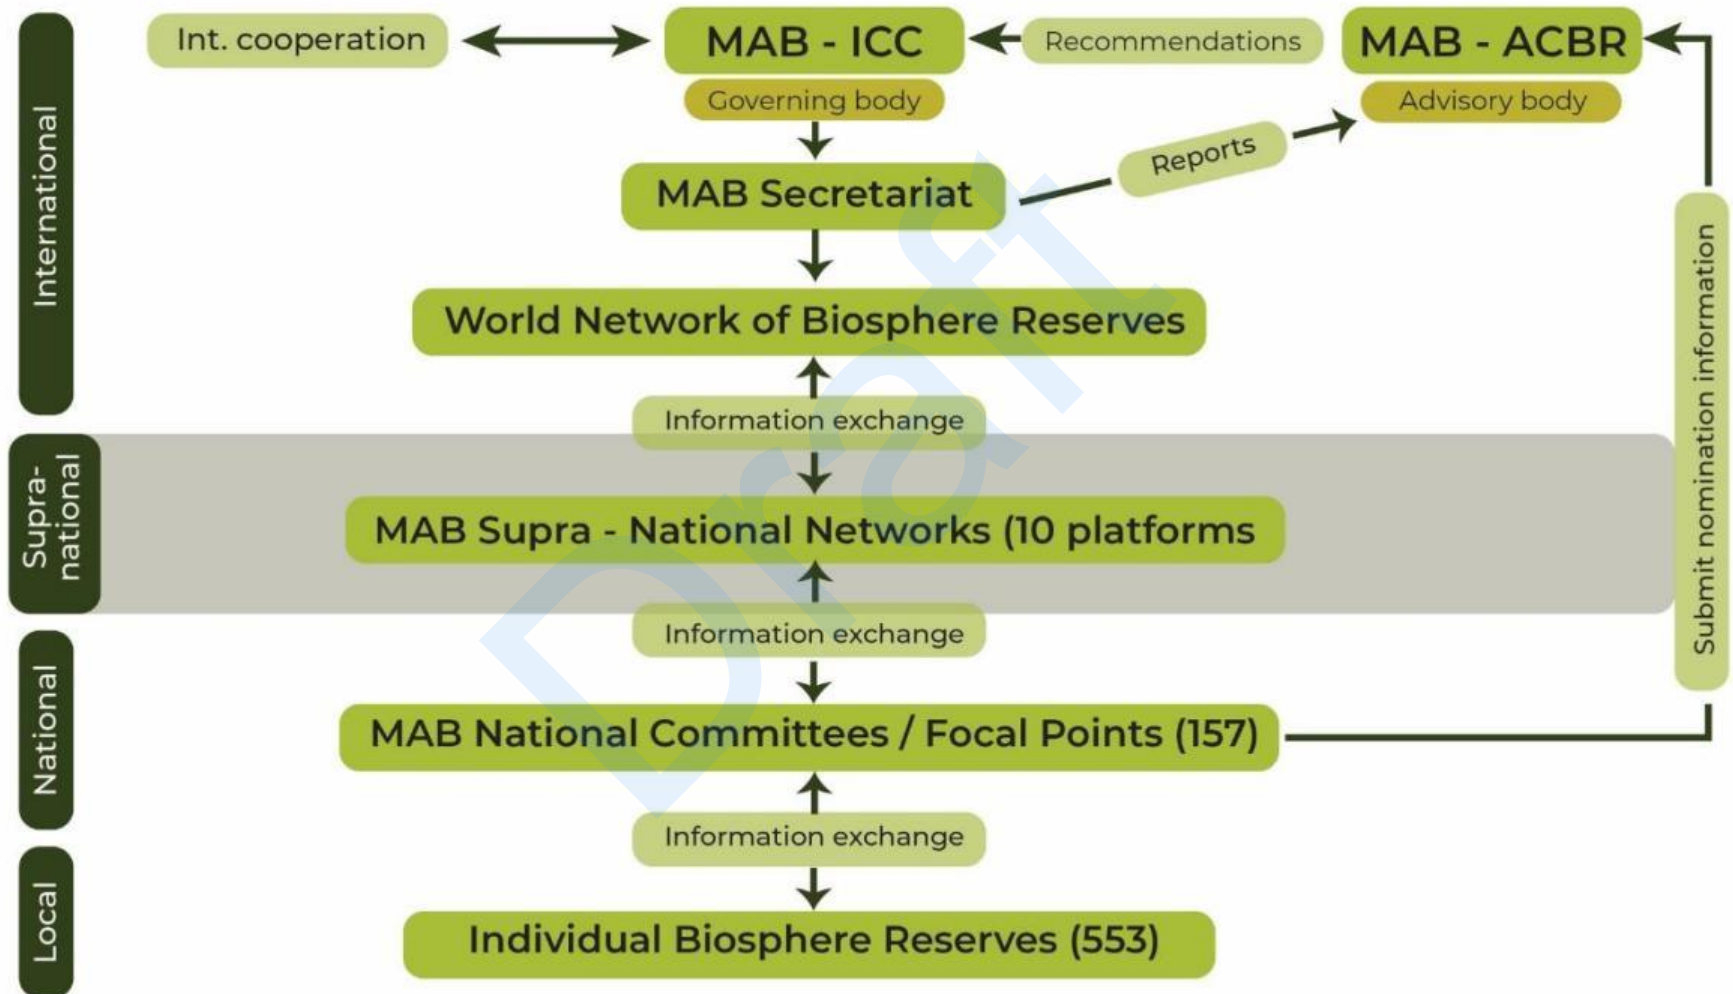 Int. cooperation
MAB - ICC
Recommendations
MAB - ACBR
Governing body
Advisory body
International
Reports
MAB Secretariat
World Network of Biosphere Reserves
Submit nomination information
Information exchange
Supra-
national
MAB Supra - National Networks (10 platforms
Information exchange
National
MAB National Committees / Focal Points (157)
Information exchange
Local
Individual Biosphere Reserves (553)
Draft